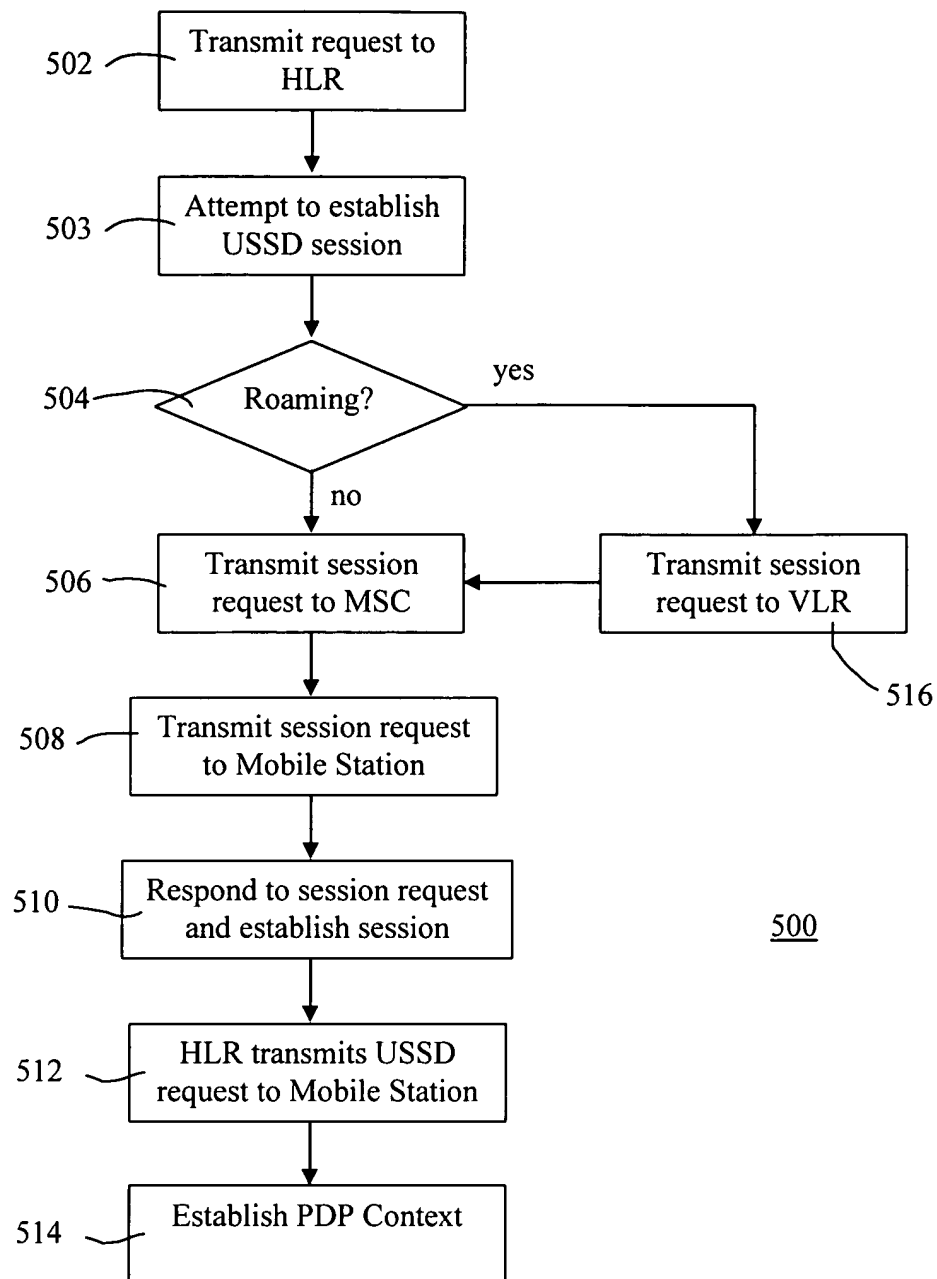 502
Transmit request to
HLR
503
Attempt to establish
USSD session
504
Roaming?
yes
no
506
Transmit session
request to MSC
Transmit session
request to VLR
516
508
Transmit session request
to Mobile Station
510
Respond to session request
and establish session
500
512
HLR transmits USSD
request to Mobile Station
514
Establish PDP Context